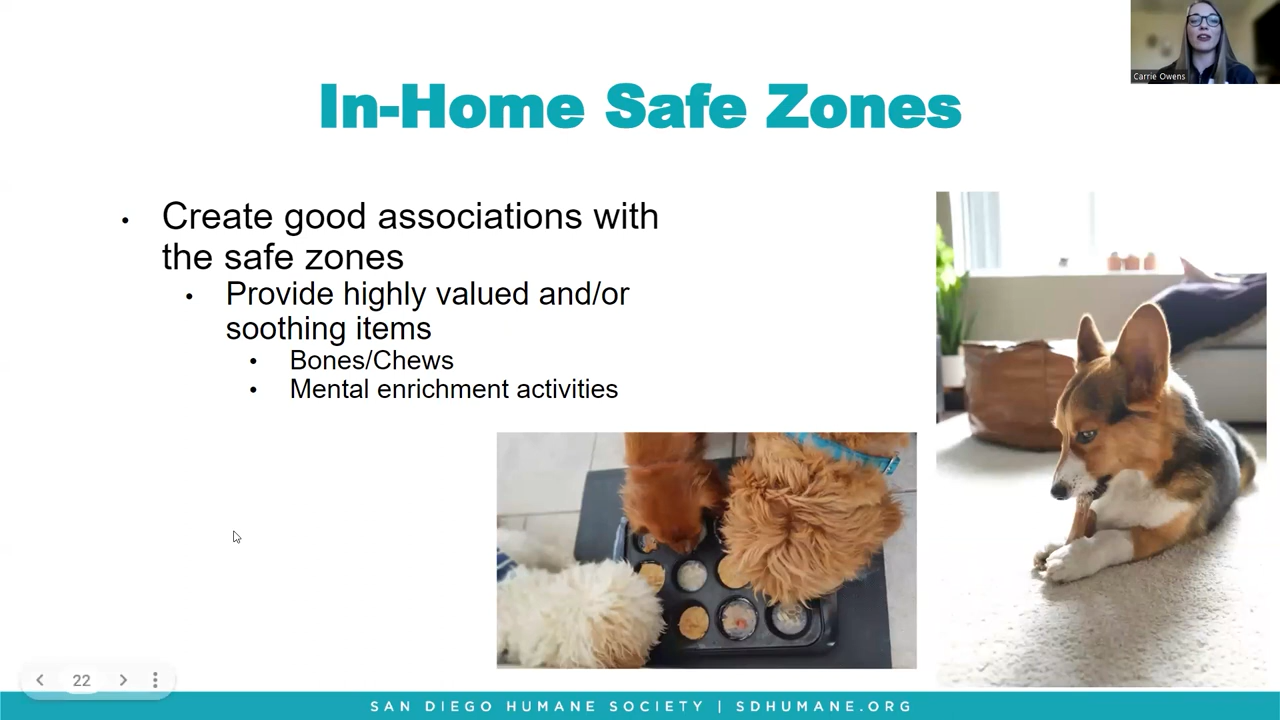 Carrie Owens
In-Home Safe Zones
• Create good associations with
the safe zones
• Provide highly valued and/or
soothing items
• Bones/Chews
• Mental enrichment activities
22
SAN DIEGO HUMANE SOCIETY | SDHUMANE.ORG